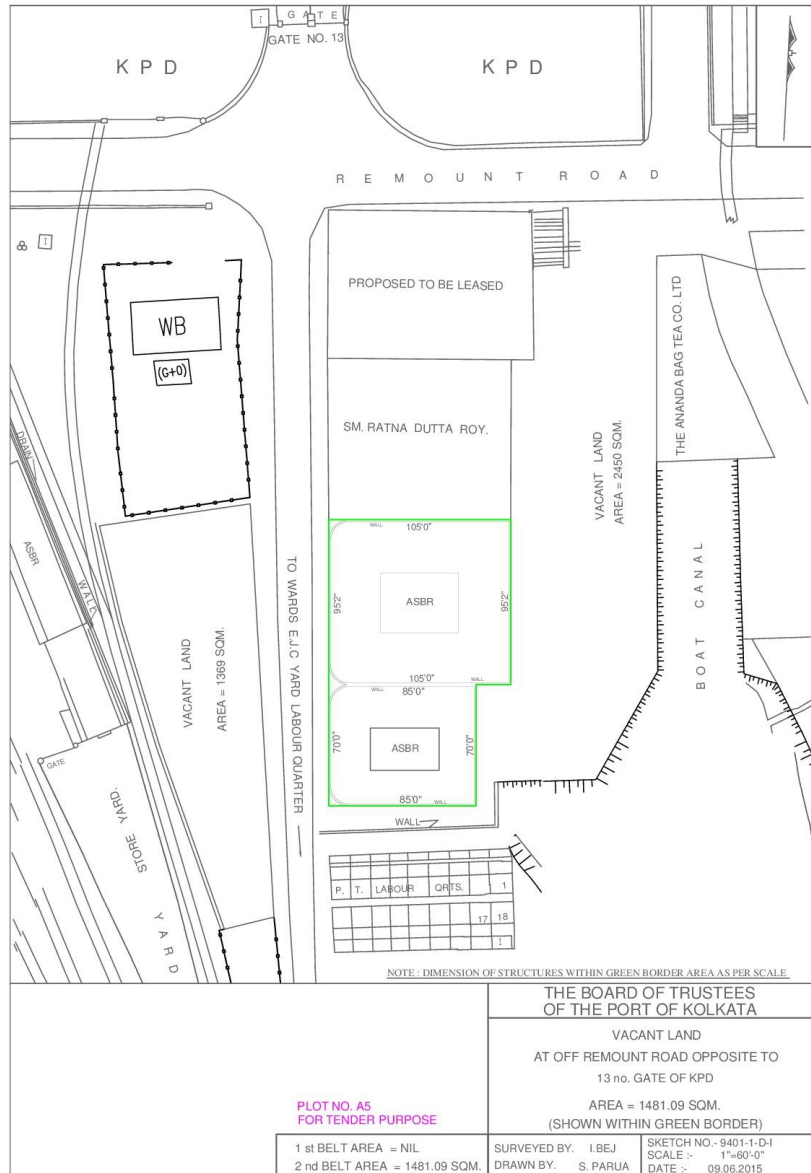 I
GATE
GATE NO. 13
KPD
KPD
REMOUNT ROAD
I
PROPOSED TO BE LEASED
WB
(G+0)
THE ANANDA BAG TEA CO. LTD
SM. RATNA DUTTA ROY.
VACANT LAND
AREA = 2450 SQM.
DRAIN
ASBR
WALL
WALL
105'0"
95'2"
ASBR
95'2"
105'0"
WALL
WALL
85'0"
TO WARDS E.J.C YARD LABOUR QUARTER
VACANT LAND
AREA = 1369 SQM.
BOAT CANAL
70'0"
ASBR
70'0"
85'0"
WALL
WALL
GATE
STORE YARD.
YARD
P. T. LABOUR QRTS. 1
17 18
I
NOTE : DIMENSION OF STRUCTURES WITHIN GREEN BORDER AREA AS PER SCALE
THE BOARD OF TRUSTEES
OF THE PORT OF KOLKATA
VACANT LAND
AT OFF REMOUNT ROAD OPPOSITE TO
13 no. GATE OF KPD
AREA = 1481.09 SQM.
(SHOWN WITHIN GREEN BORDER)
PLOT NO. A5
FOR TENDER PURPOSE
1 st BELT AREA = NIL
2 nd BELT AREA = 1481.09 SQM.
SURVEYED BY. I.BEJ
DRAWN BY. S. PARUA
SKETCH NO.- 9401-1-D-I
SCALE :- 1"=60'-0"
DATE :- 09.06.2015